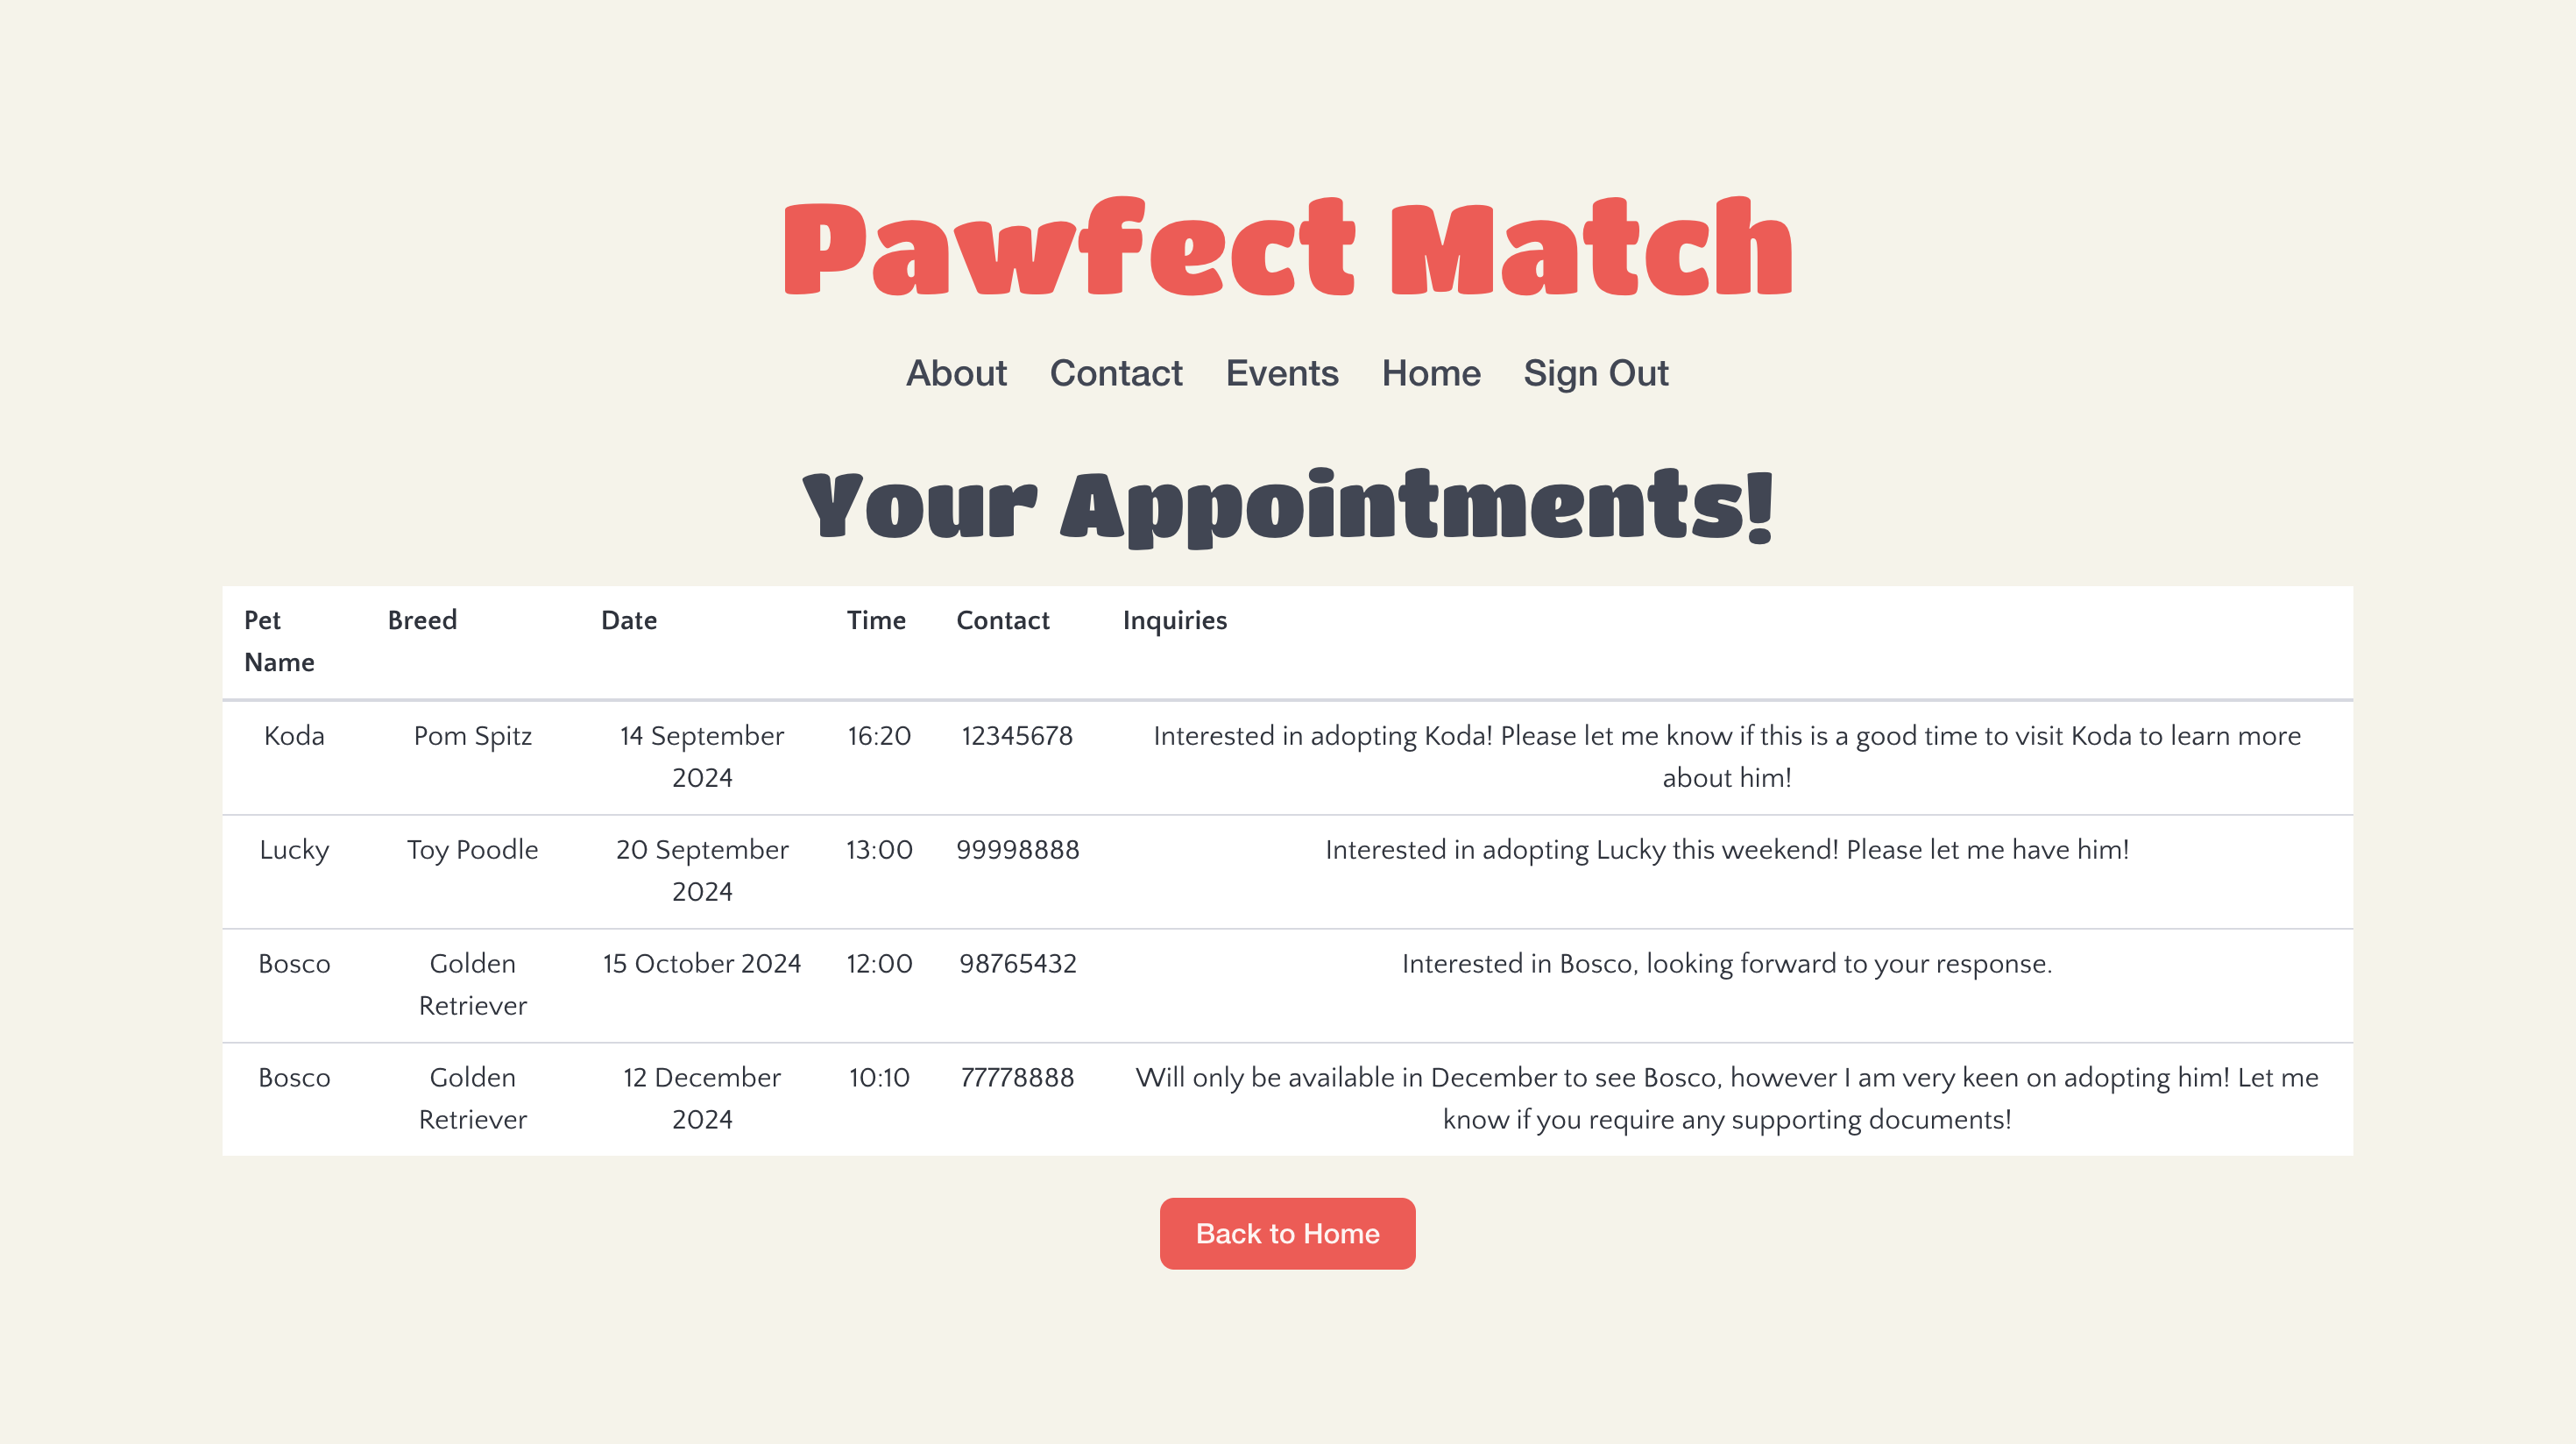 Pawfect Match
About Contact Events Home Sign Out
Your Appointments!
Pet Name Breed Date Time Contact Inquiries
Koda Pom Spitz 14 September 2024 16:20 12345678 Interested in adopting Koda! Please let me know if this is a good time to visit Koda to learn more about him!
Lucky Toy Poodle 20 September 2024 13:00 99998888 Interested in adopting Lucky this weekend! Please let me have him!
Bosco Golden Retriever 15 October 2024 12:00 98765432 Interested in Bosco, looking forward to your response.
Bosco Golden Retriever 12 December 2024 10:10 77778888 Will only be available in December to see Bosco, however I am very keen on adopting him! Let me know if you require any supporting documents!
Back to Home